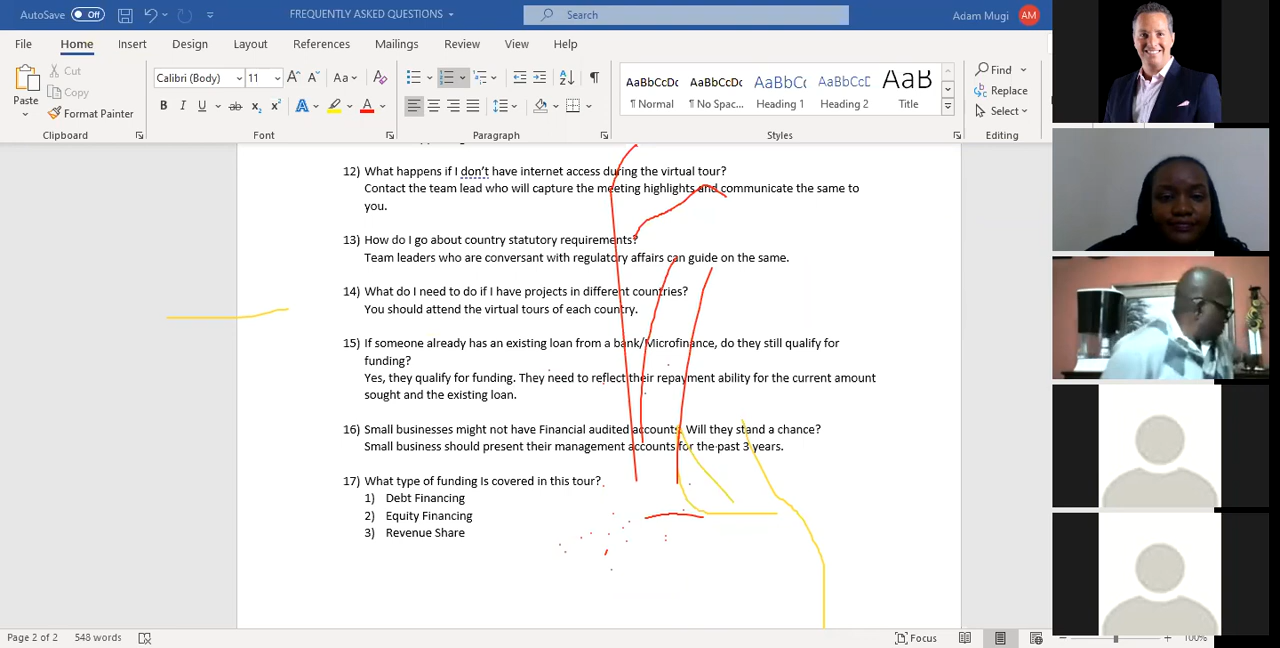 AutoSave Off FREQUENTLY ASKED QUESTIONS Search Adam Mugi AM
File Home Insert Design Layout References Mailings Review View Help
Paste Cut Copy Format Painter
Calibri (Body) 11 Aa
B I U ab x₂ x² A A
AaBbCcDc AaBbCcDc AaBbCc AaBbCcD AaB
¶ Normal ¶ No Spac... Heading 1 Heading 2 Title
Find Replace Select
Clipboard Font Paragraph Styles Editing
12) What happens if I don't have internet access during the virtual tour?
Contact the team lead who will capture the meeting highlights and communicate the same to
you.
13) How do I go about country statutory requirements?
Team leaders who are conversant with regulatory affairs can guide on the same.
14) What do I need to do if I have projects in different countries?
You should attend the virtual tours of each country.
15) If someone already has an existing loan from a bank/Microfinance, do they still qualify for
funding?
Yes, they qualify for funding. They need to reflect their repayment ability for the current amount
sought and the existing loan.
16) Small businesses might not have Financial audited accounts. Will they stand a chance?
Small business should present their management accounts for the past 3 years.
17) What type of funding Is covered in this tour?
1) Debt Financing
2) Equity Financing
3) Revenue Share
Page 2 of 2 548 words Focus 100%